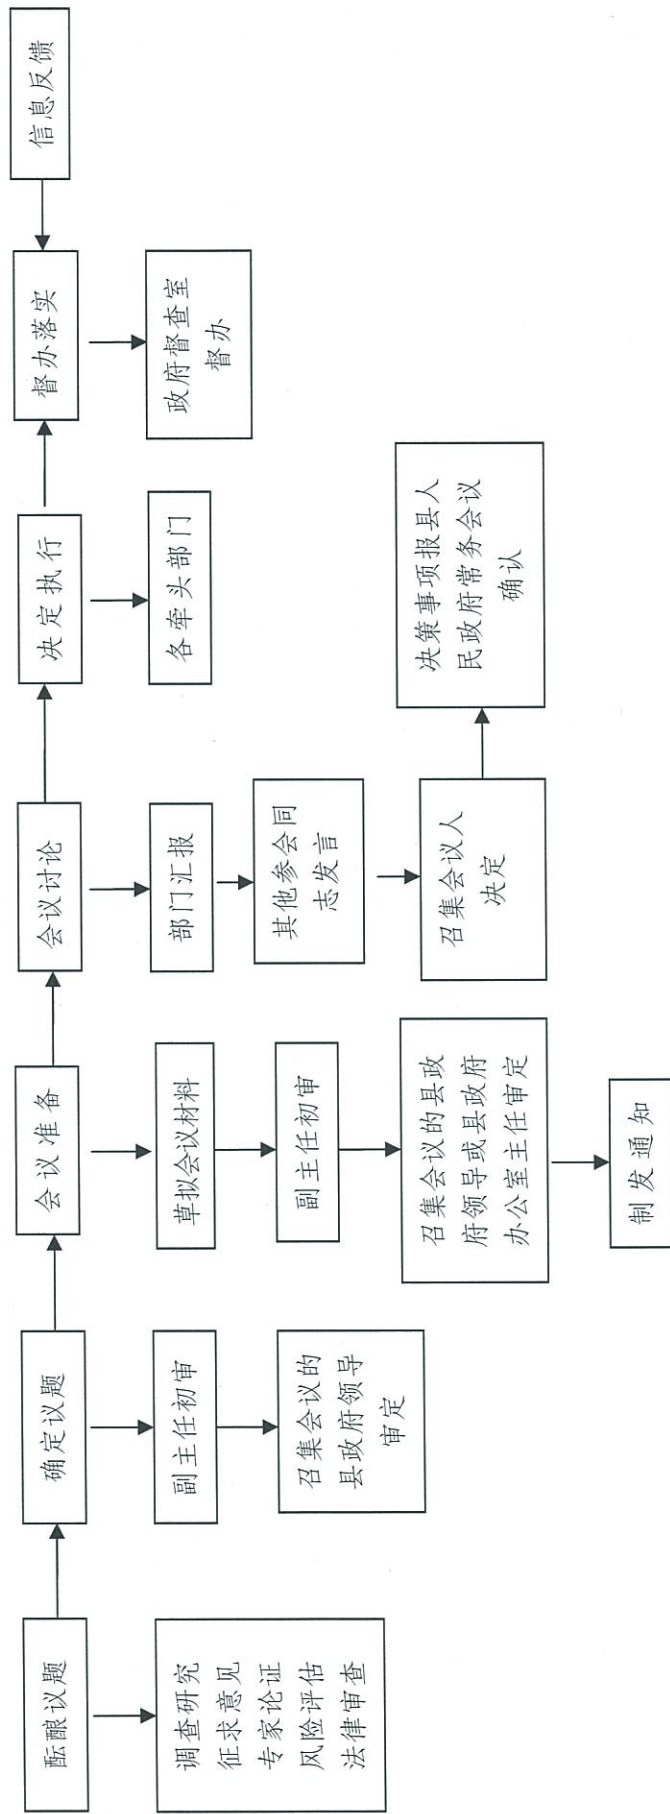 酝酿议题
调查研究
征求意见
专家论证
风险评估
法律审查
确定议题
副主任初审
召集会议的
县政府领导
审定
会议准备
草拟会议材料
副主任初审
召集会议的县政
府领导或县政府
办公室主任审定
制发通知
会议讨论
部门汇报
其他参会同
志发言
召集会议人
决定
决策事项报县人
民政府常务会议
确认
决定执行
各牵头部门
督办落实
政府督查室
督办
信息反馈